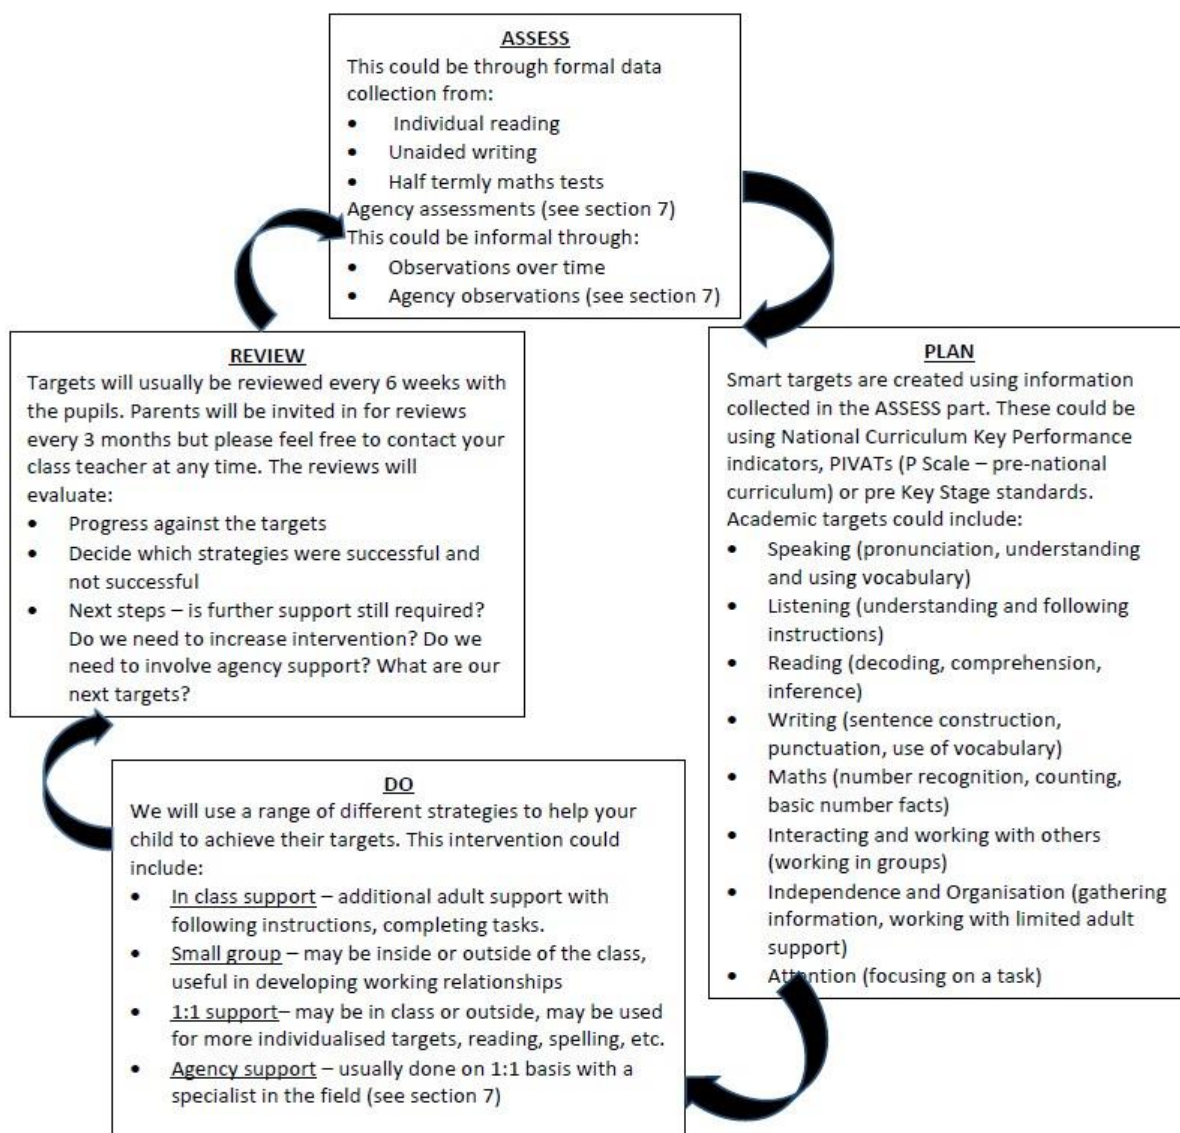 ASSESS
This could be through formal data
collection from:
• Individual reading
• Unaided writing
• Half termly maths tests
Agency assessments (see section 7)
This could be informal through:
• Observations over time
• Agency observations (see section 7)
PLAN
Smart targets are created using information
collected in the ASSESS part. These could be
using National Curriculum Key Performance
indicators, PIVATs (P Scale – pre-national
curriculum) or pre Key Stage standards.
Academic targets could include:
• Speaking (pronunciation, understanding
and using vocabulary)
• Listening (understanding and following
instructions)
• Reading (decoding, comprehension,
inference)
• Writing (sentence construction,
punctuation, use of vocabulary)
• Maths (number recognition, counting,
basic number facts)
• Interacting and working with others
(working in groups)
• Independence and Organisation (gathering
information, working with limited adult
support)
• Attention (focusing on a task)
DO
We will use a range of different strategies to help your
child to achieve their targets. This intervention could
include:
• In class support – additional adult support with
following instructions, completing tasks.
• Small group – may be inside or outside of the class,
useful in developing working relationships
• 1:1 support– may be in class or outside, may be used
for more individualised targets, reading, spelling, etc.
• Agency support – usually done on 1:1 basis with a
specialist in the field (see section 7)
REVIEW
Targets will usually be reviewed every 6 weeks with
the pupils. Parents will be invited in for reviews
every 3 months but please feel free to contact your
class teacher at any time. The reviews will
evaluate:
• Progress against the targets
• Decide which strategies were successful and
not successful
• Next steps – is further support still required?
Do we need to increase intervention? Do we
need to involve agency support? What are our
next targets?